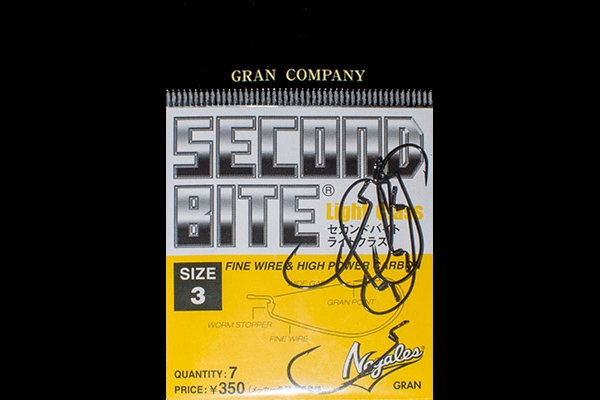 GRAN COMPANY
SECOND
BITE®
Light Class
セカンドバイト
ライトクラス
FINE WIRE & HIGH POWER CARBON
SIZE
3
GRAN POINT
WORM STOPPER
FINE WIRE
Nogales
GRAN
QUANTITY:7
PRICE:¥350